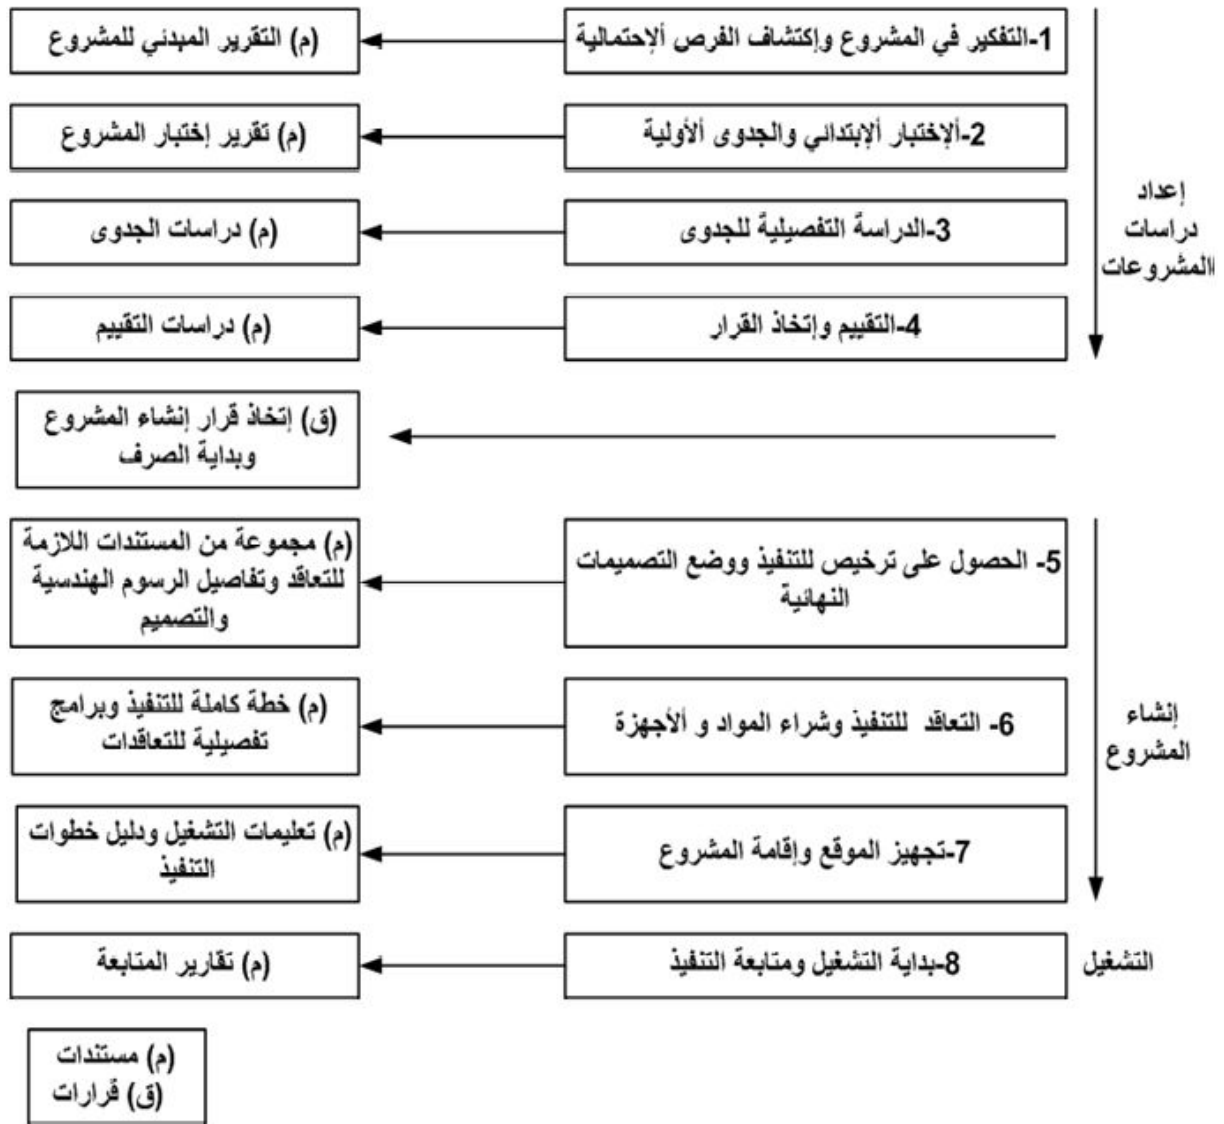 1-التفكير في المشروع وإكتشاف الفرص ألإحتمالية
(م) التقرير المبدئي للمشروع
2-ألإختبار ألإبتدائي والجدوى ألأولية
(م) تقرير إختبار المشروع
إعداد
دراسات
المشروعات
3-الدراسة التفصيلية للجدوى
(م) دراسات الجدوى
4-التقييم وإتخاذ القرار
(م) دراسات التقييم
(ق) إتخاذ قرار إنشاء المشروع
وبداية الصرف
5- الحصول على ترخيص للتنفيذ ووضع التصميمات
النهائية
(م) مجموعة من المستندات اللازمة
للتعاقد وتفاصيل الرسوم الهندسية
والتصميم
إنشاء
المشروع
6- التعاقد للتنفيذ وشراء المواد و ألأجهزة
(م) خطة كاملة للتنفيذ وبرامج
تفصيلية للتعاقدات
7-تجهيز الموقع وإقامة المشروع
(م) تعليمات التشغيل ودليل خطوات
التنفيذ
التشغيل
8-بداية التشغيل ومتابعة التنفيذ
(م) تقارير المتابعة
(م) مستندات
(ق) قرارات